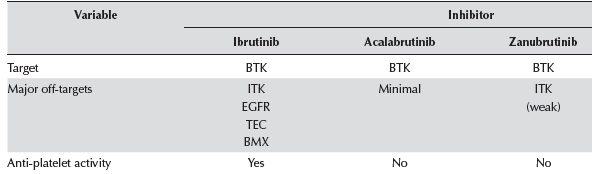 Variable Inhibitor
Ibrutinib Acalabrutinib Zanubrutinib
Target BTK BTK BTK
Major off-targets ITK Minimal ITK
EGFR (weak)
TEC
BMX
Anti-platelet activity Yes No No